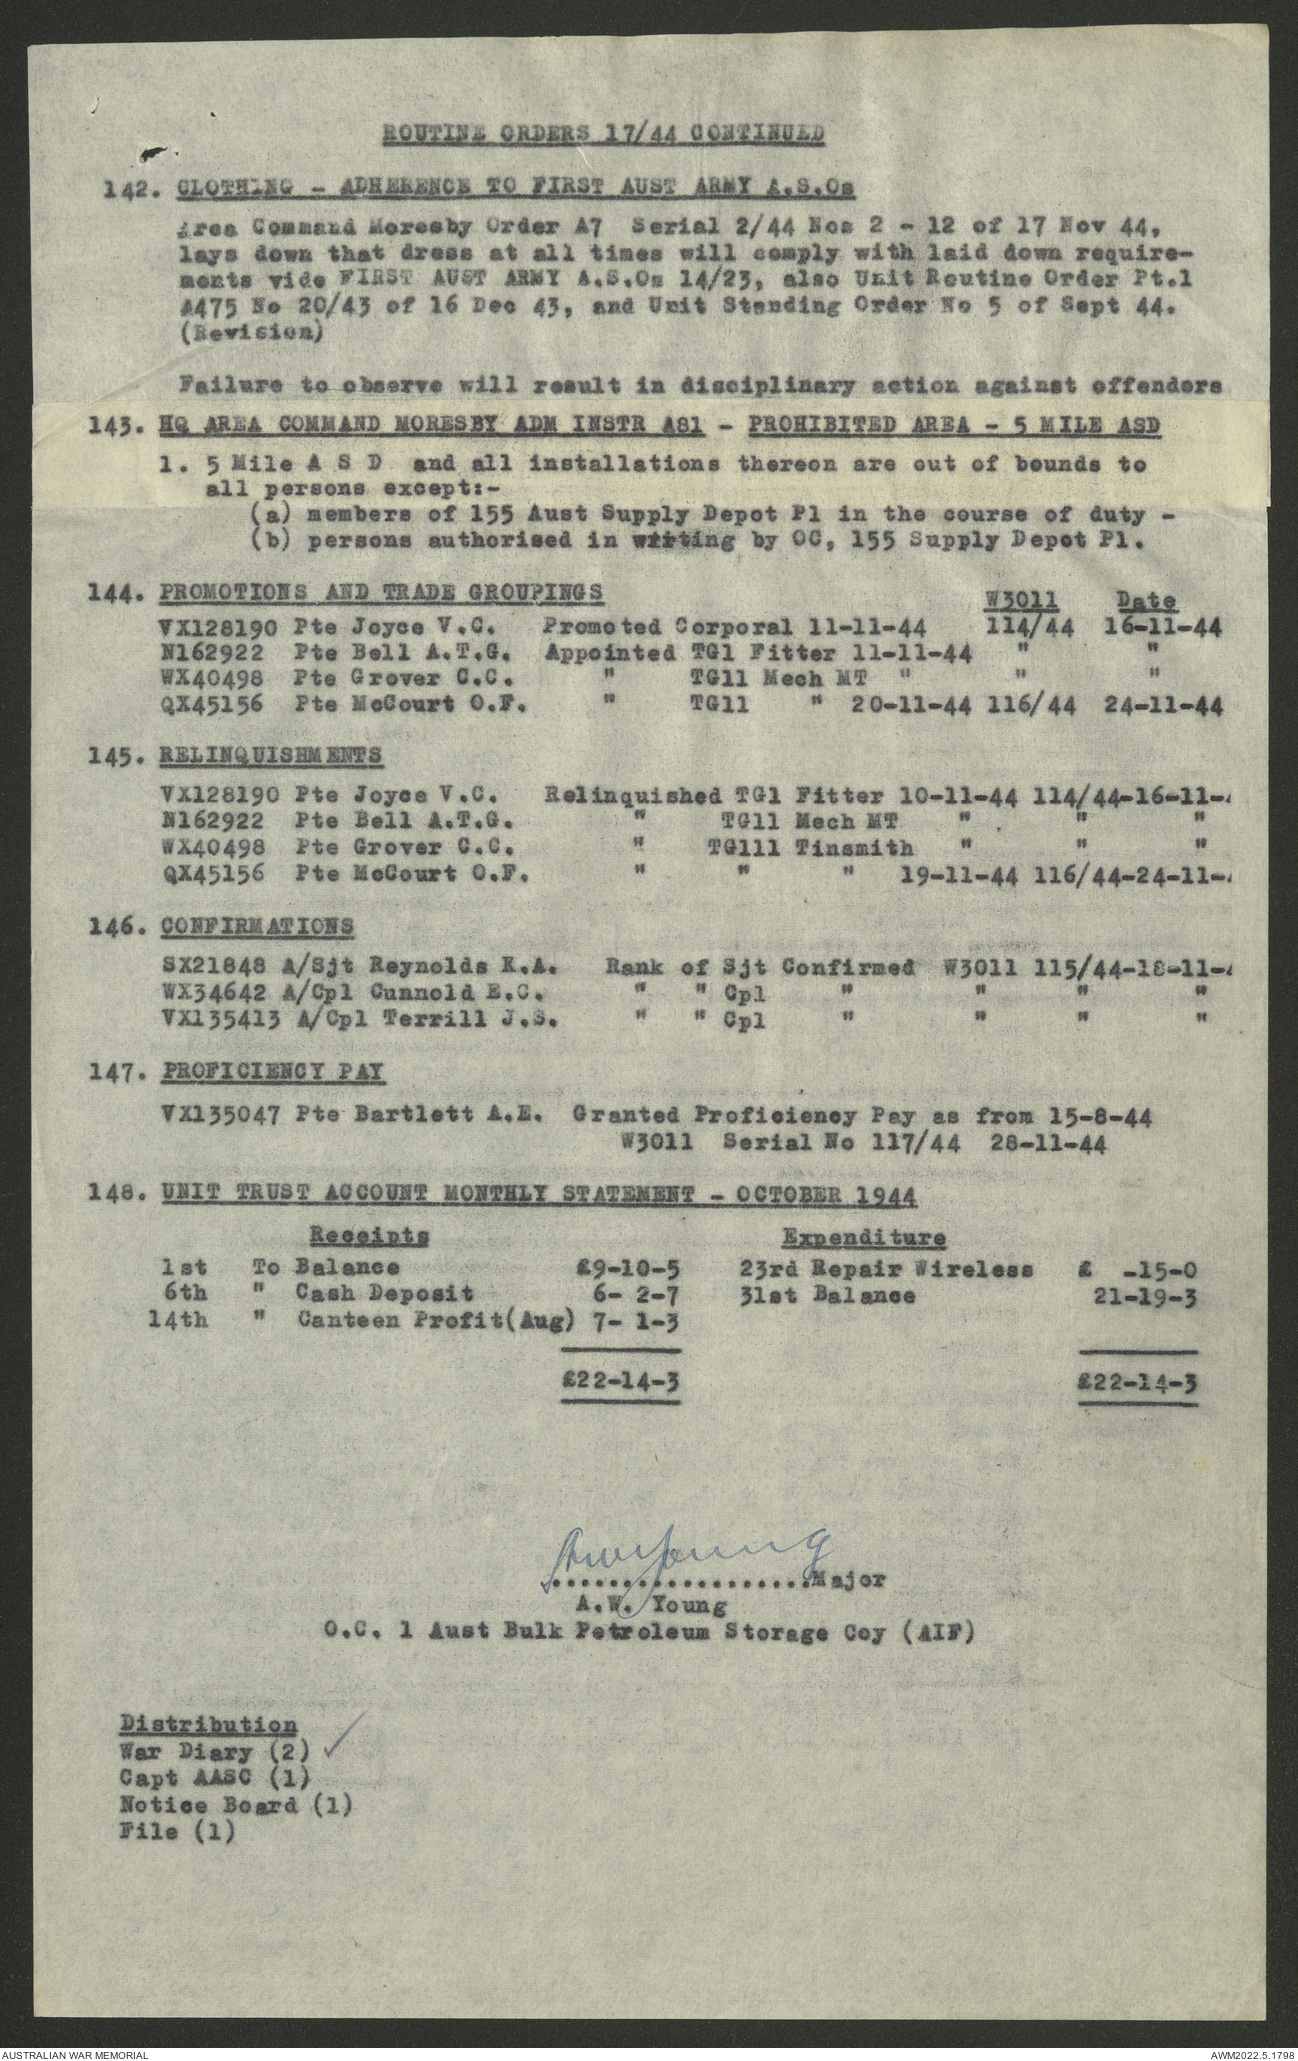 ROUTINE ORDERS 17/44 CONTINUED
142. CLOTHING - ADHERENCE TO FIRST AUST ARMY A.S.Os
Area Command Moresby Order A7 Serial 2/44 Nos 2 - 12 of 17 Nov 44,
lays down that dress at all times will comply with laid down require-
ments vide FIRST AUST ARMY A.S.Os 14/23, also Unit Routine Order Pt.1
A475 No 20/43 of 16 Dec 43, and Unit Standing Order No 5 of Sept 44.
(Revision)
Failure to observe will result in disciplinary action against offenders
143. HQ AREA COMMAND MORESBY ADM INSTR A81 - PROHIBITED AREA - 5 MILE ASD
1. 5 Mile A S D and all installations thereon are out of bounds to
all persons except:-
(a) members of 155 Aust Supply Depot Pl in the course of duty -
(b) persons authorised in writing by OC, 155 Supply Depot Pl.
144. PROMOTIONS AND TRADE GROUPINGS W3011 Date
VX128190 Pte Joyce V.C. Promoted Corporal 11-11-44 114/44 16-11-44
N162922 Pte Bell A.T.G. Appointed TG1 Fitter 11-11-44 " "
WX40498 Pte Grover C.C. " TG11 Mech MT " " "
QX45156 Pte McCourt O.F. " TG11 " 20-11-44 116/44 24-11-44
145. RELINQUISHMENTS
VX128190 Pte Joyce V.C. Relinquished TG1 Fitter 10-11-44 114/44-16-11-
N162922 Pte Bell A.T.G. " TG11 Mech MT " " "
WX40498 Pte Grover C.C. " TG111 Tinsmith " " "
QX45156 Pte McCourt O.F. " " " 19-11-44 116/44-24-11-
146. CONFIRMATIONS
SX21848 A/Sjt Reynolds K.A. Rank of Sjt Confirmed W3011 115/44-18-11-
WX34642 A/Cpl Cunnold E.C. " " Cpl " " " "
VX135413 A/Cpl Terrill J.S. " " Cpl " " " "
147. PROFICIENCY PAY
VX135047 Pte Bartlett A.E. Granted Proficiency Pay as from 15-8-44
W3011 Serial No 117/44 28-11-44
148. UNIT TRUST ACCOUNT MONTHLY STATEMENT - OCTOBER 1944
Receipts Expenditure
1st To Balance £9-10-5 23rd Repair Wireless £ -15-0
6th " Cash Deposit 6- 2-7 31st Balance 21-19-3
14th " Canteen Profit(Aug) 7- 1-3
£22-14-3 £22-14-3
AWYoung
...................Major
A.W. Young
O.C. 1 Aust Bulk Petroleum Storage Coy (AIF)
Distribution
War Diary (2) ✓
Capt AASC (1)
Notice Board (1)
File (1)
AUSTRALIAN WAR MEMORIAL AWM2022.5.1798